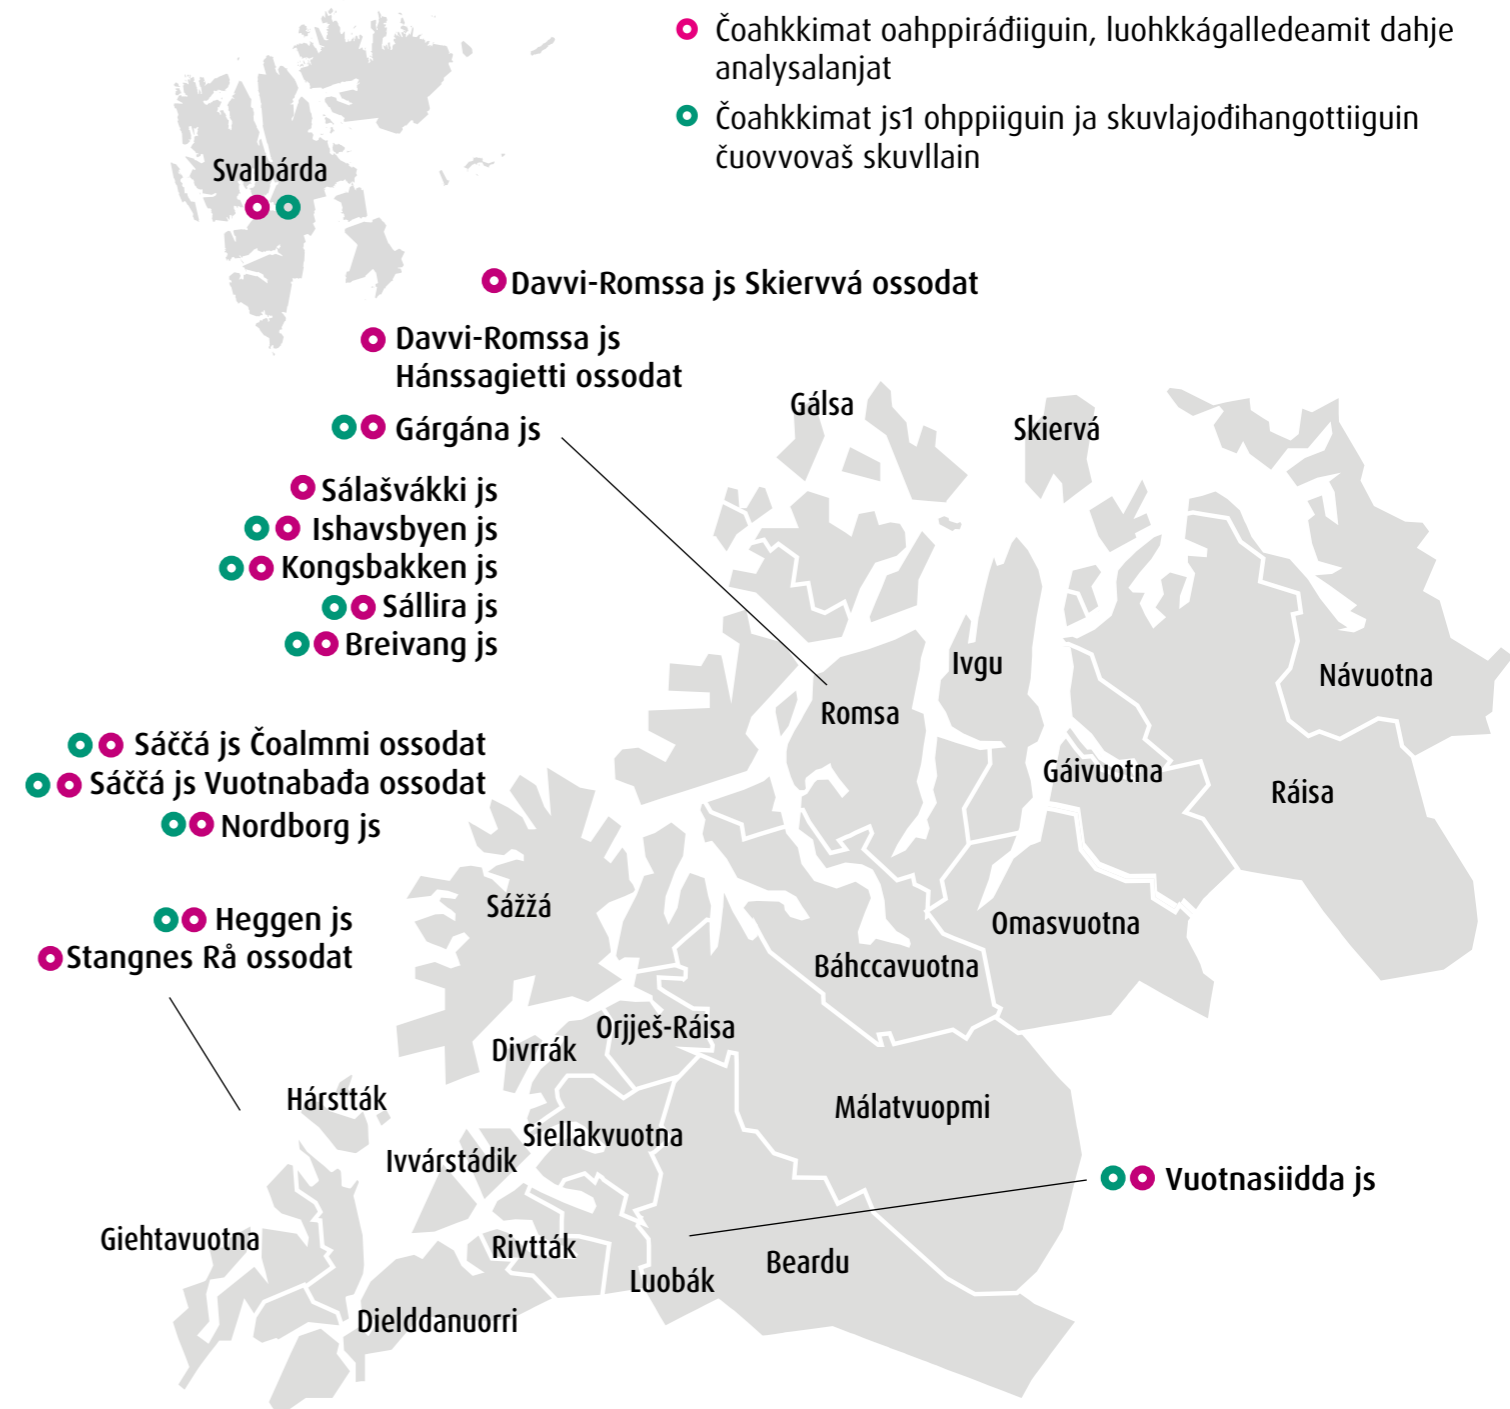 Čoahkkimat oahppiráđiiguin, luohkkágalledeamit dahje
analysalanjat
Čoahkkimat js1 ohppiiguin ja skuvlajođihangottiiguin
čuovvovaš skuvllain
Svalbárda
Davvi-Romssa js Skiervvá ossodat
Davvi-Romssa js
Hánssagietti ossodat
Gárgána js
Sálašvákki js
Ishavsbyen js
Kongsbakken js
Sállira js
Breivang js
Sáččá js Čoalmmi ossodat
Sáččá js Vuotnabađa ossodat
Nordborg js
Heggen js
Stangnes Rå ossodat
Vuotnasiidda js
Gálsa
Skiervá
Ivgu
Návuotna
Romsa
Gáivuotna
Ráisa
Sážžá
Omasvuotna
Báhccavuotna
Orjješ-Ráisa
Divrrák
Hárstták
Málatvuopmi
Siellakvuotna
Ivvárstádik
Giehtavuotna
Rivtták
Beardu
Luobák
Dielddanuorri